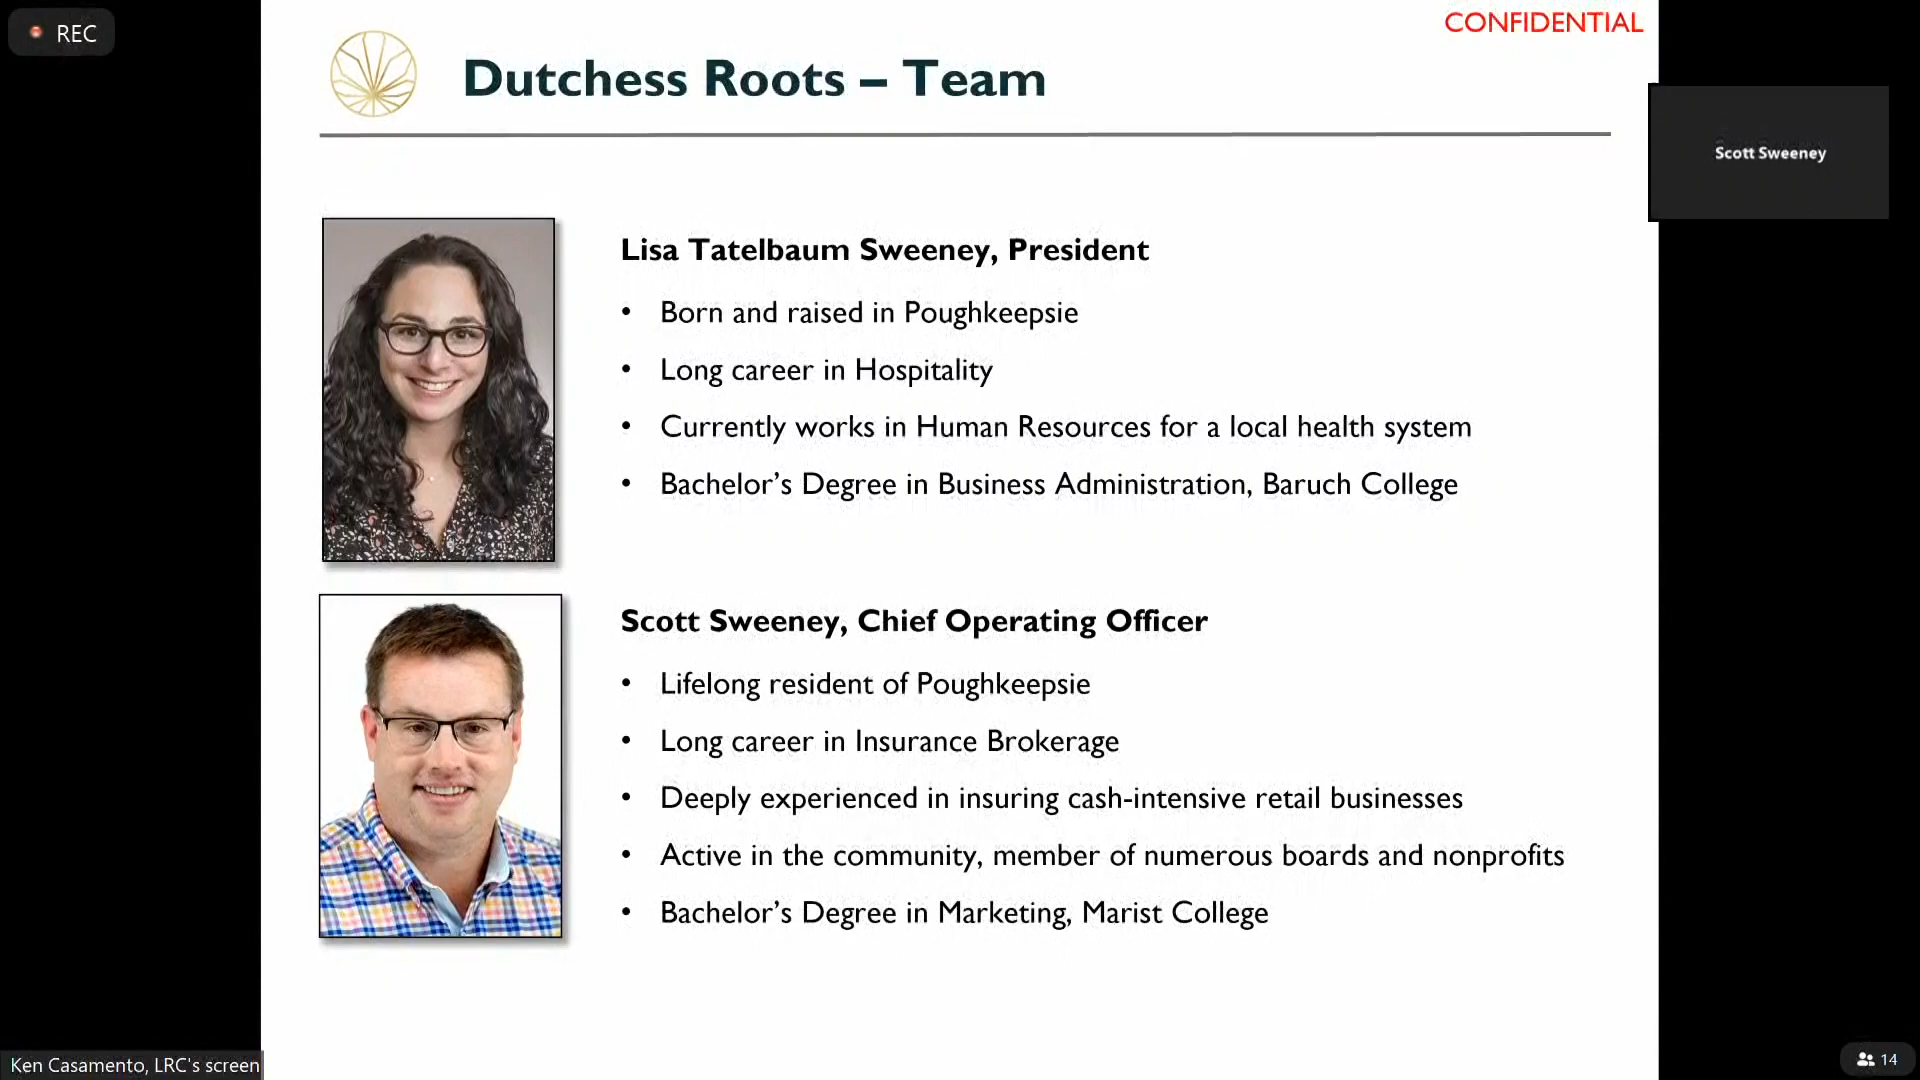 REC
CONFIDENTIAL
Dutchess Roots – Team
Scott Sweeney
Lisa Tatelbaum Sweeney, President
• Born and raised in Poughkeepsie
• Long career in Hospitality
• Currently works in Human Resources for a local health system
• Bachelor’s Degree in Business Administration, Baruch College
Scott Sweeney, Chief Operating Officer
• Lifelong resident of Poughkeepsie
• Long career in Insurance Brokerage
• Deeply experienced in insuring cash-intensive retail businesses
• Active in the community, member of numerous boards and nonprofits
• Bachelor’s Degree in Marketing, Marist College
Ken Casamento, LRC's screen
14